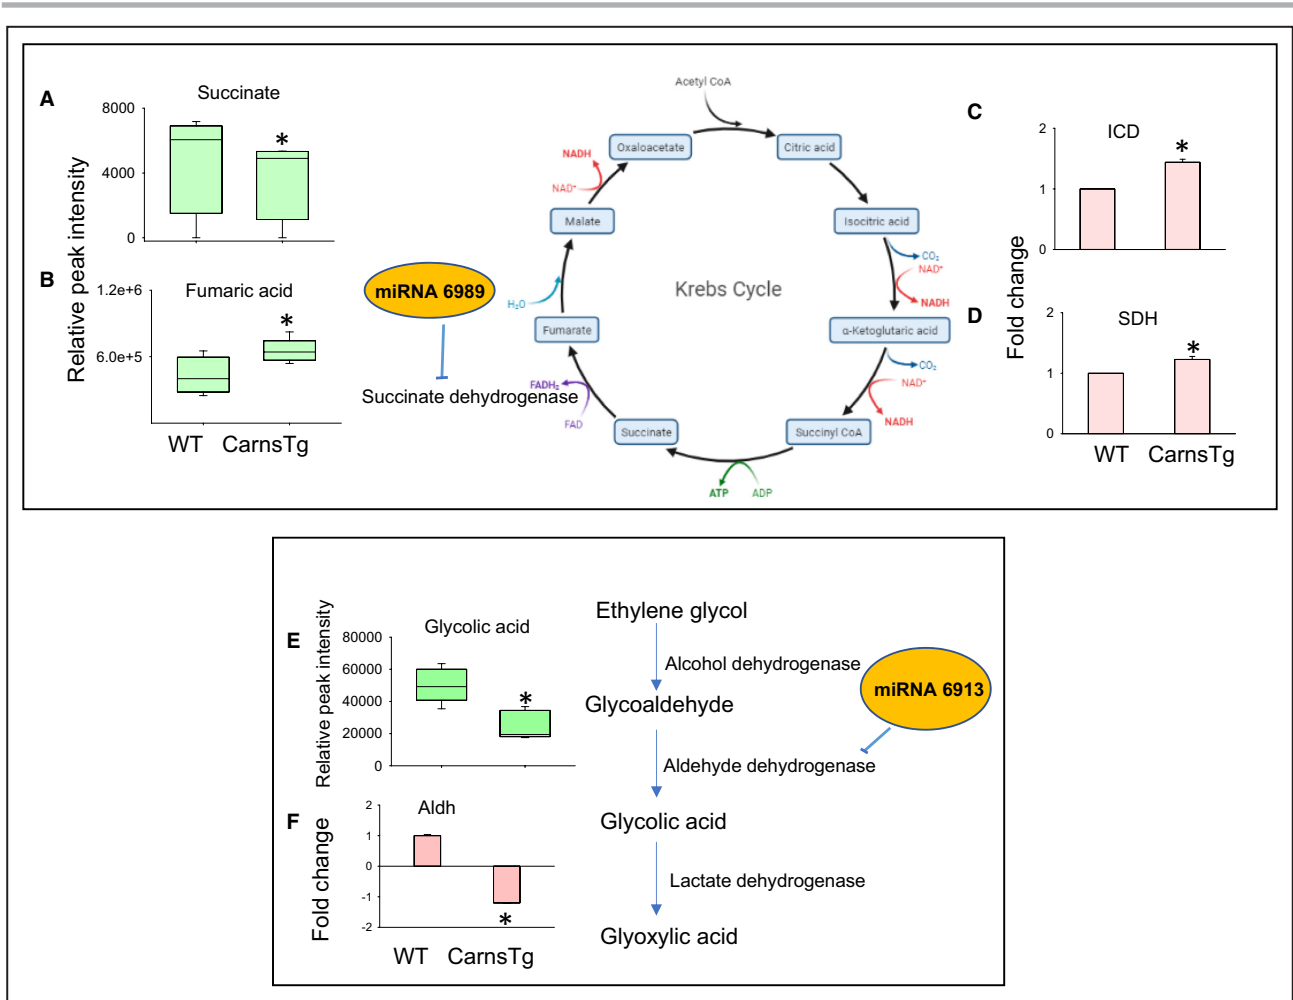 A
Succinate
8000
4000
0
*
Relative peak intensity
B
Fumaric acid
1.2e+6
6.0e+5
*
WT CarnsTg
miRNA 6989
Succinate dehydrogenase
Acetyl CoA
Oxaloacetate
Citric acid
NADH
NAD⁺
Malate
Isocitric acid
CO₂
NAD⁺
NADH
Krebs Cycle
H₂O
Fumarate
α-Ketoglutaric acid
CO₂
NAD⁺
NADH
FADH₂
FAD
Succinate
Succinyl CoA
ATP
ADP
C
ICD
2
1
0
*
Fold change
D
SDH
2
1
0
*
WT CarnsTg
E
Glycolic acid
Relative peak intensity
80000
60000
40000
20000
0
*
F
Aldh
Fold change
2
1
0
-1
-2
*
WT CarnsTg
Ethylene glycol
Alcohol dehydrogenase
Glycoaldehyde
miRNA 6913
Aldehyde dehydrogenase
Glycolic acid
Lactate dehydrogenase
Glyoxylic acid